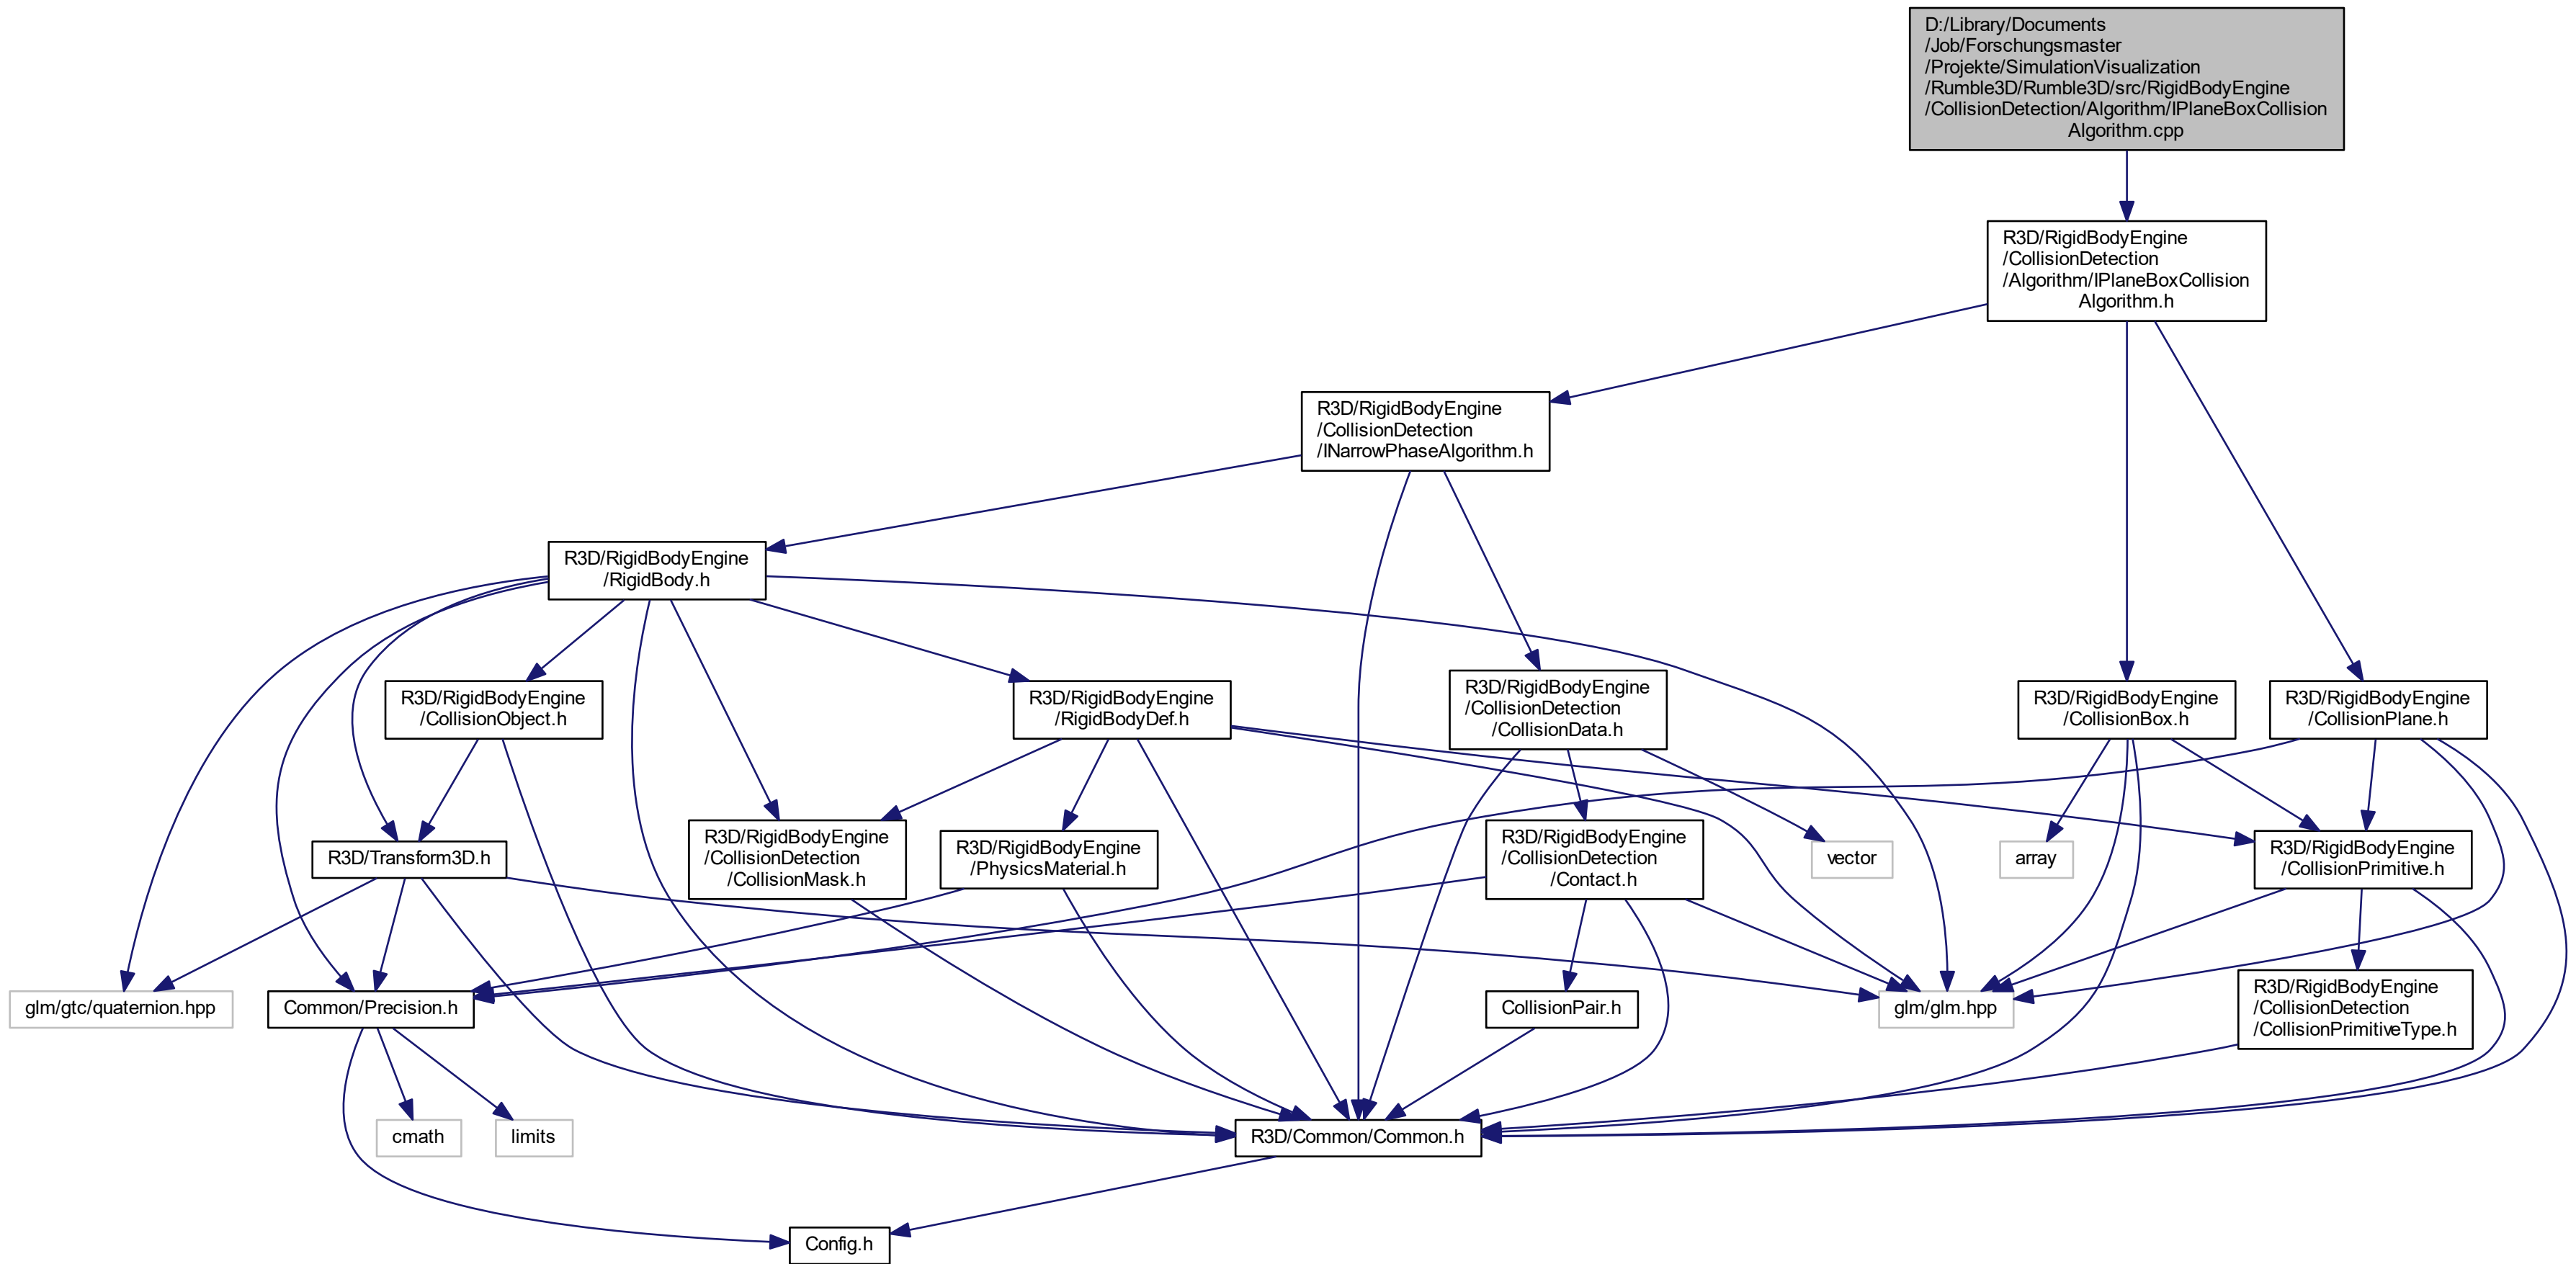 D:/Library/Documents
/Job/Forschungsmaster
/Projekte/SimulationVisualization
/Rumble3D/Rumble3D/src/RigidBodyEngine
/CollisionDetection/Algorithm/IPlaneBoxCollision
Algorithm.cpp
R3D/RigidBodyEngine
/CollisionDetection
/Algorithm/IPlaneBoxCollision
Algorithm.h
R3D/RigidBodyEngine
/CollisionDetection
/INarrowPhaseAlgorithm.h
R3D/RigidBodyEngine
/RigidBody.h
R3D/RigidBodyEngine
/CollisionObject.h
R3D/RigidBodyEngine
/RigidBodyDef.h
R3D/RigidBodyEngine
/CollisionDetection
/CollisionData.h
R3D/RigidBodyEngine
/CollisionBox.h
R3D/RigidBodyEngine
/CollisionPlane.h
R3D/Transform3D.h
R3D/RigidBodyEngine
/CollisionDetection
/CollisionMask.h
R3D/RigidBodyEngine
/PhysicsMaterial.h
R3D/RigidBodyEngine
/CollisionDetection
/Contact.h
vector
array
R3D/RigidBodyEngine
/CollisionPrimitive.h
glm/gtc/quaternion.hpp
Common/Precision.h
CollisionPair.h
glm/glm.hpp
R3D/RigidBodyEngine
/CollisionDetection
/CollisionPrimitiveType.h
cmath
limits
R3D/Common/Common.h
Config.h